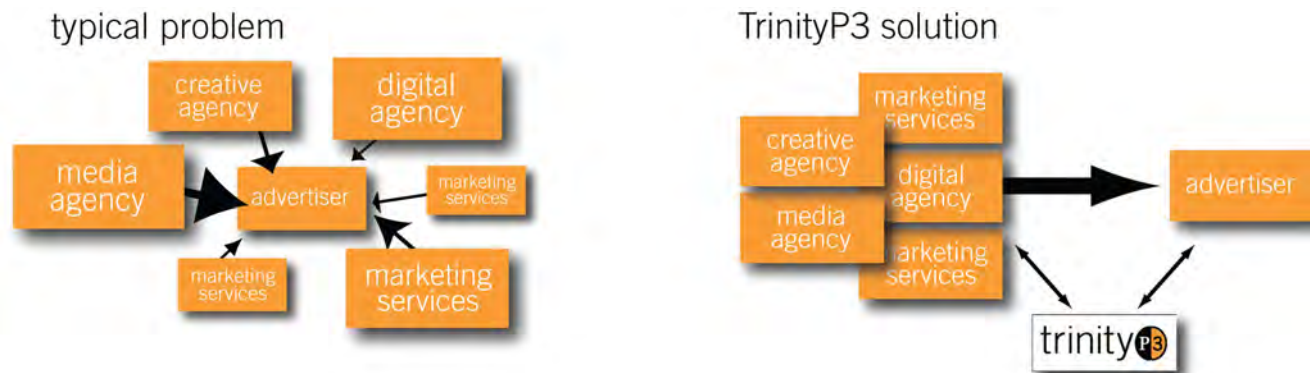 typical problem
creative
agency
digital
agency
media
agency
advertiser
marketing
services
marketing
services
marketing
services
TrinityP3 solution
marketing
services
creative
agency
digital
agency
media
agency
marketing
services
advertiser
trinity P3